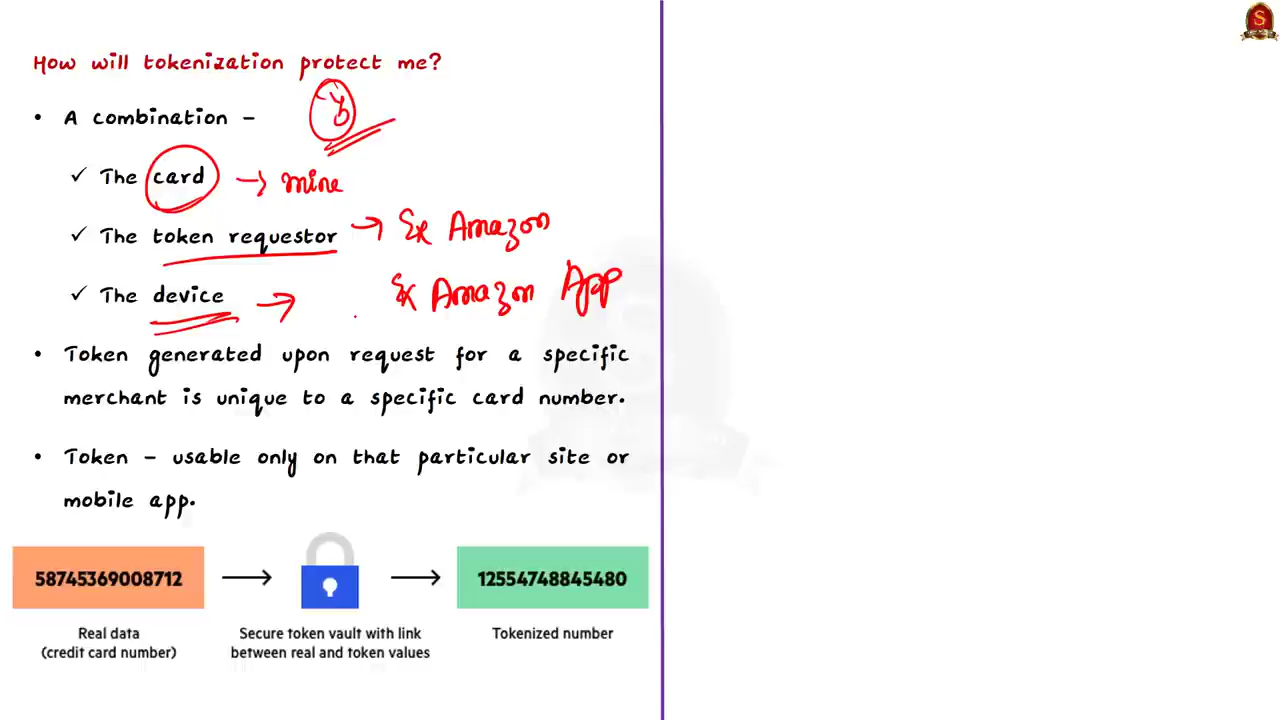 How will tokenization protect me?
• A combination –
✓ The card → mine
✓ The token requestor → Ex Amazon
✓ The device → Ex Amazon App
• Token generated upon request for a specific
merchant is unique to a specific card number.
• Token – usable only on that particular site or
mobile app.
58745369008712
12554748845480
Real data
(credit card number)
Secure token vault with link
between real and token values
Tokenized number
S